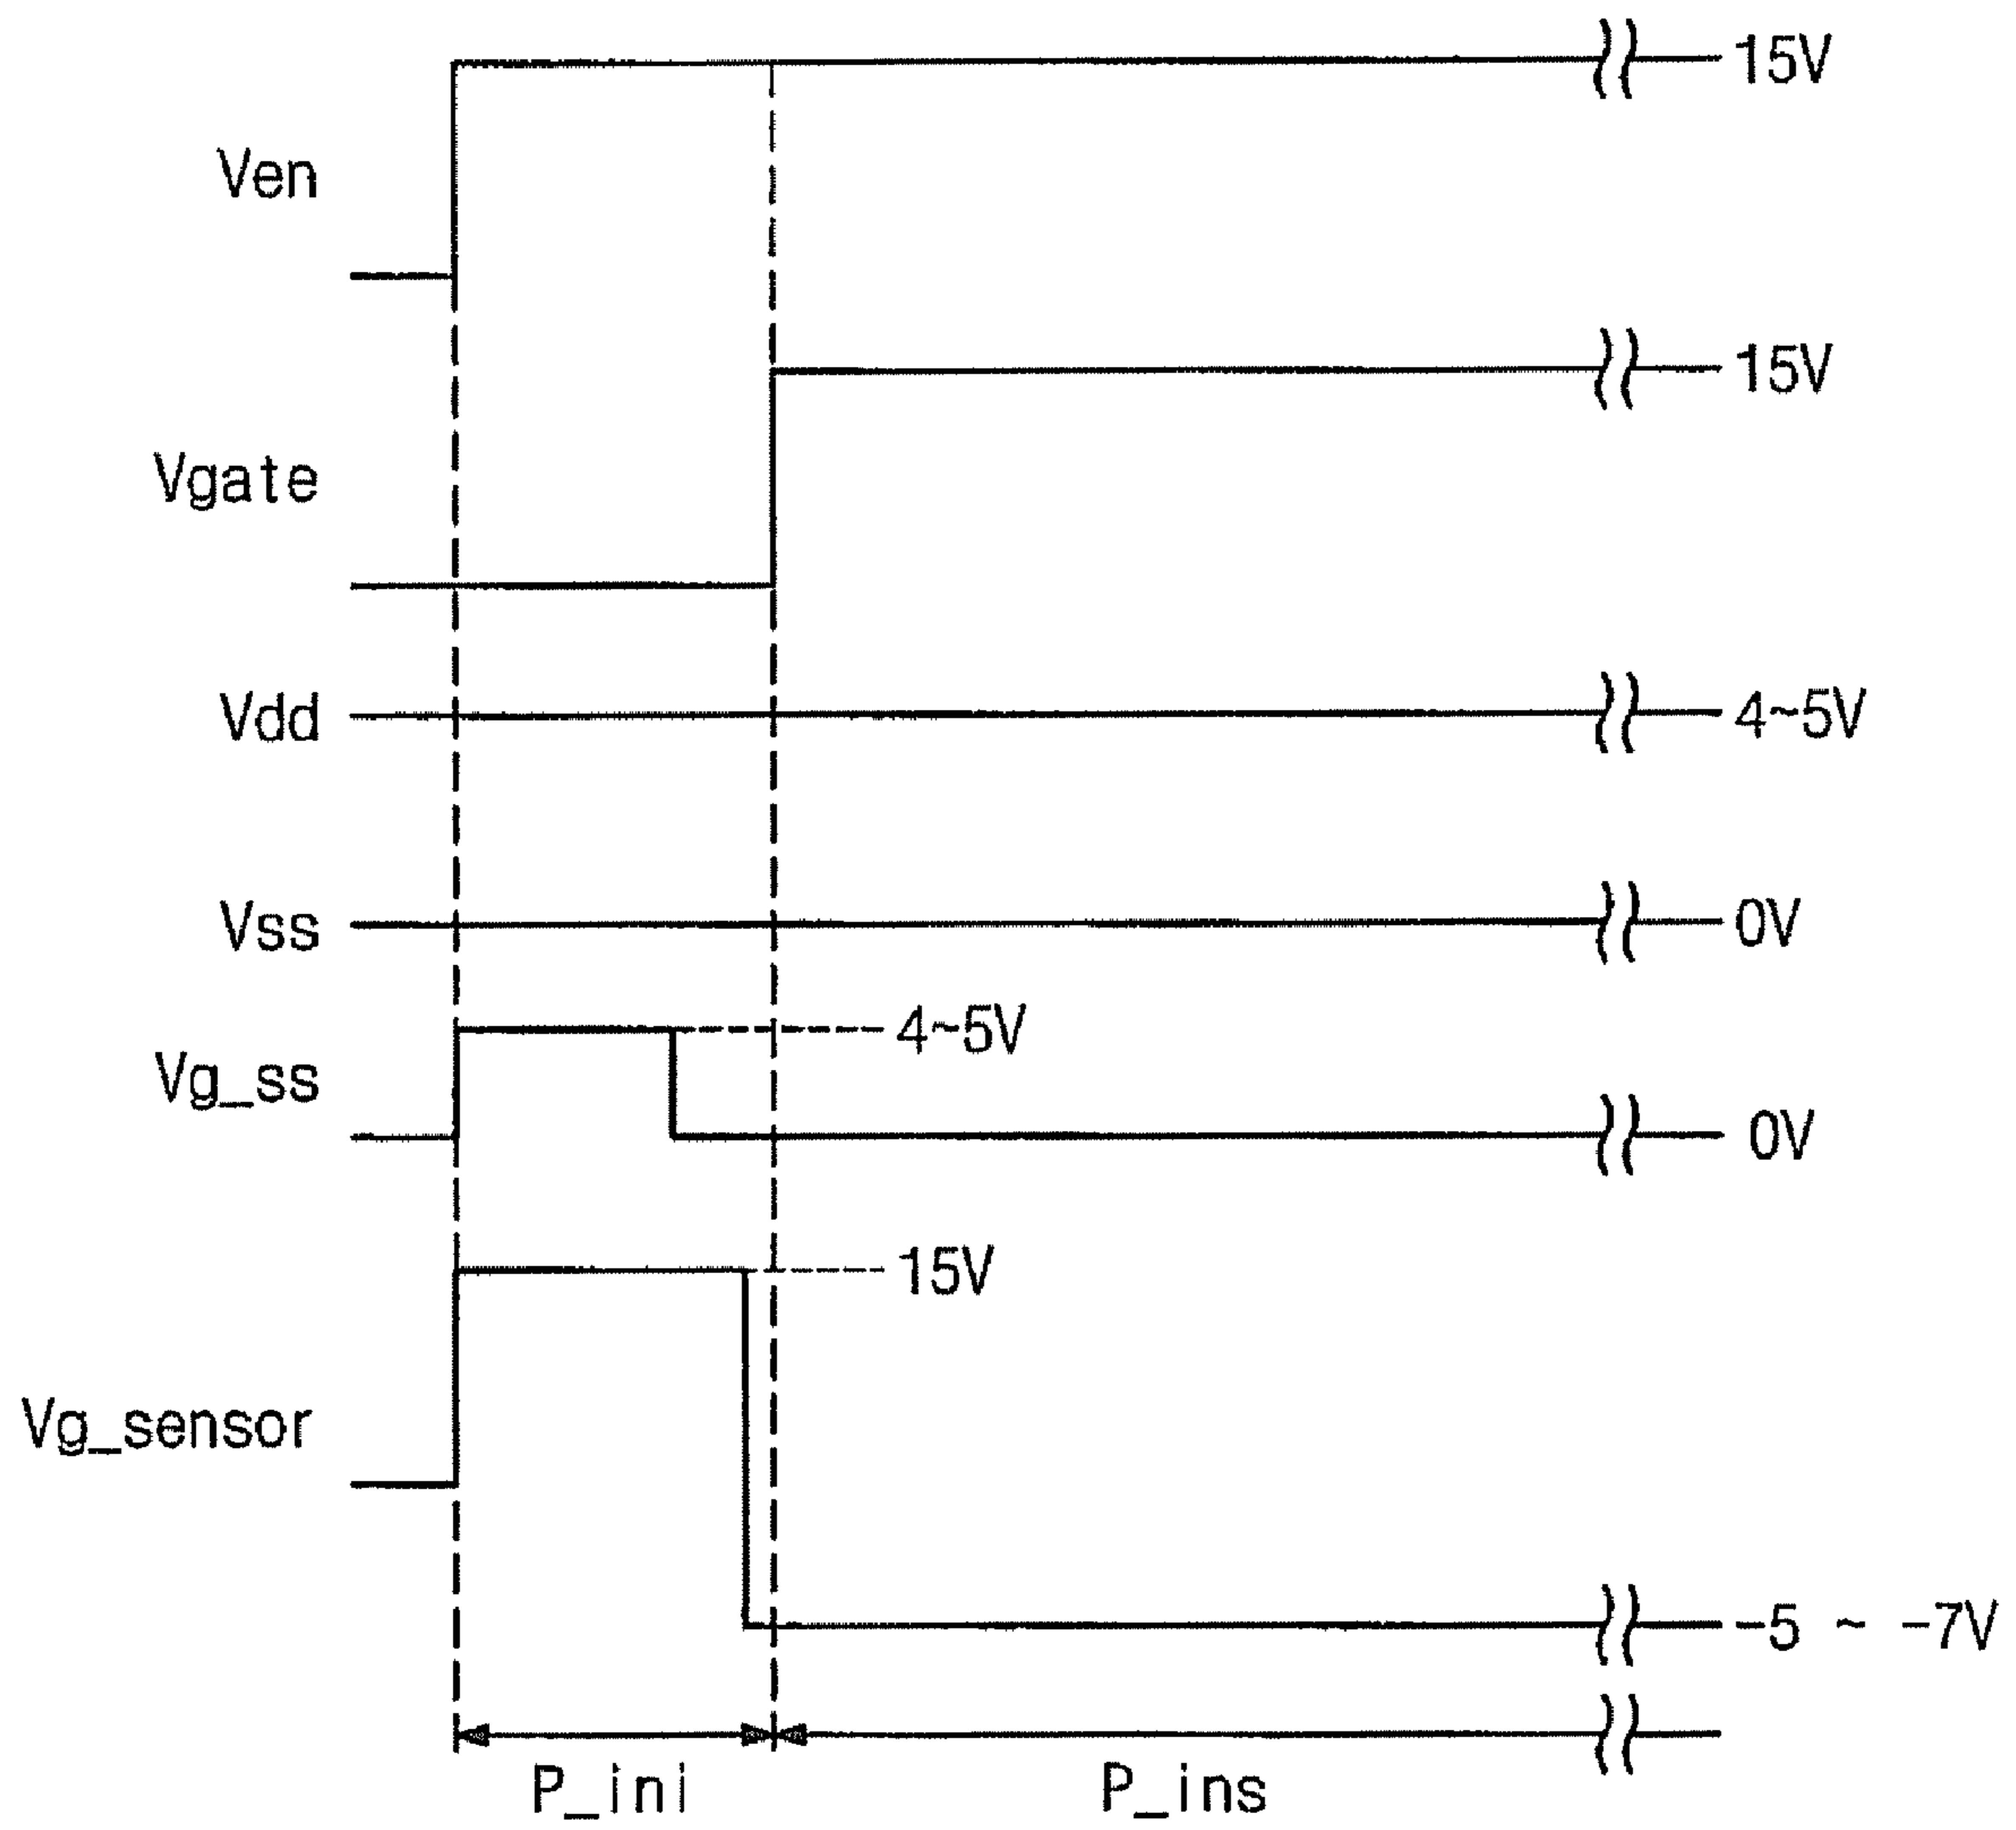 15V
Ven
15V
Vgate
Vdd
4~5V
Vss
0V
4~5V
Vg_ss
0V
15V
Vg_sensor
-5 ~ -7V
P_ini
P_ins